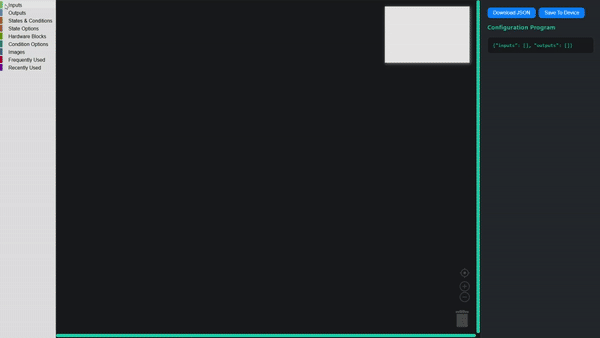 Inputs
Outputs
States & Conditions
State Options
Hardware Blocks
Condition Options
Images
Frequently Used
Recently Used
Download JSON
Save To Device
Configuration Program
{"inputs": [], "outputs": []}